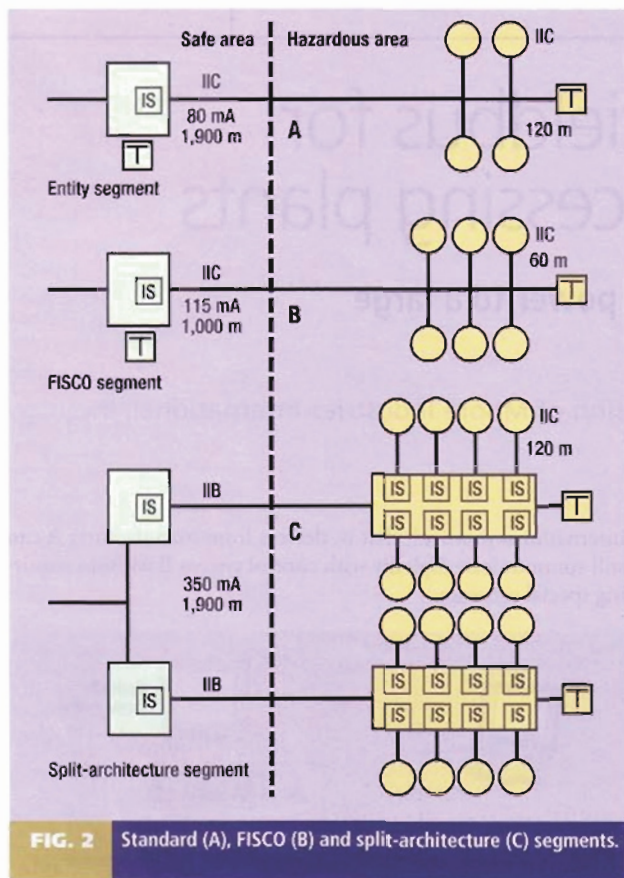 Safe area
Hazardous area
IIC
IS
IIC
80 mA
1,900 m
A
T
120 m
T
Entity segment
IIC
60 m
IS
IIC
115 mA
1,000 m
B
T
T
FISCO segment
IIC
120 m
IS
IIB
IS IS IS IS
IS IS IS IS
T
C
350 mA
1,900 m
IS
IIB
IS IS IS IS
IS IS IS IS
T
Split-architecture segment
FIG. 2 Standard (A), FISCO (B) and split-architecture (C) segments.